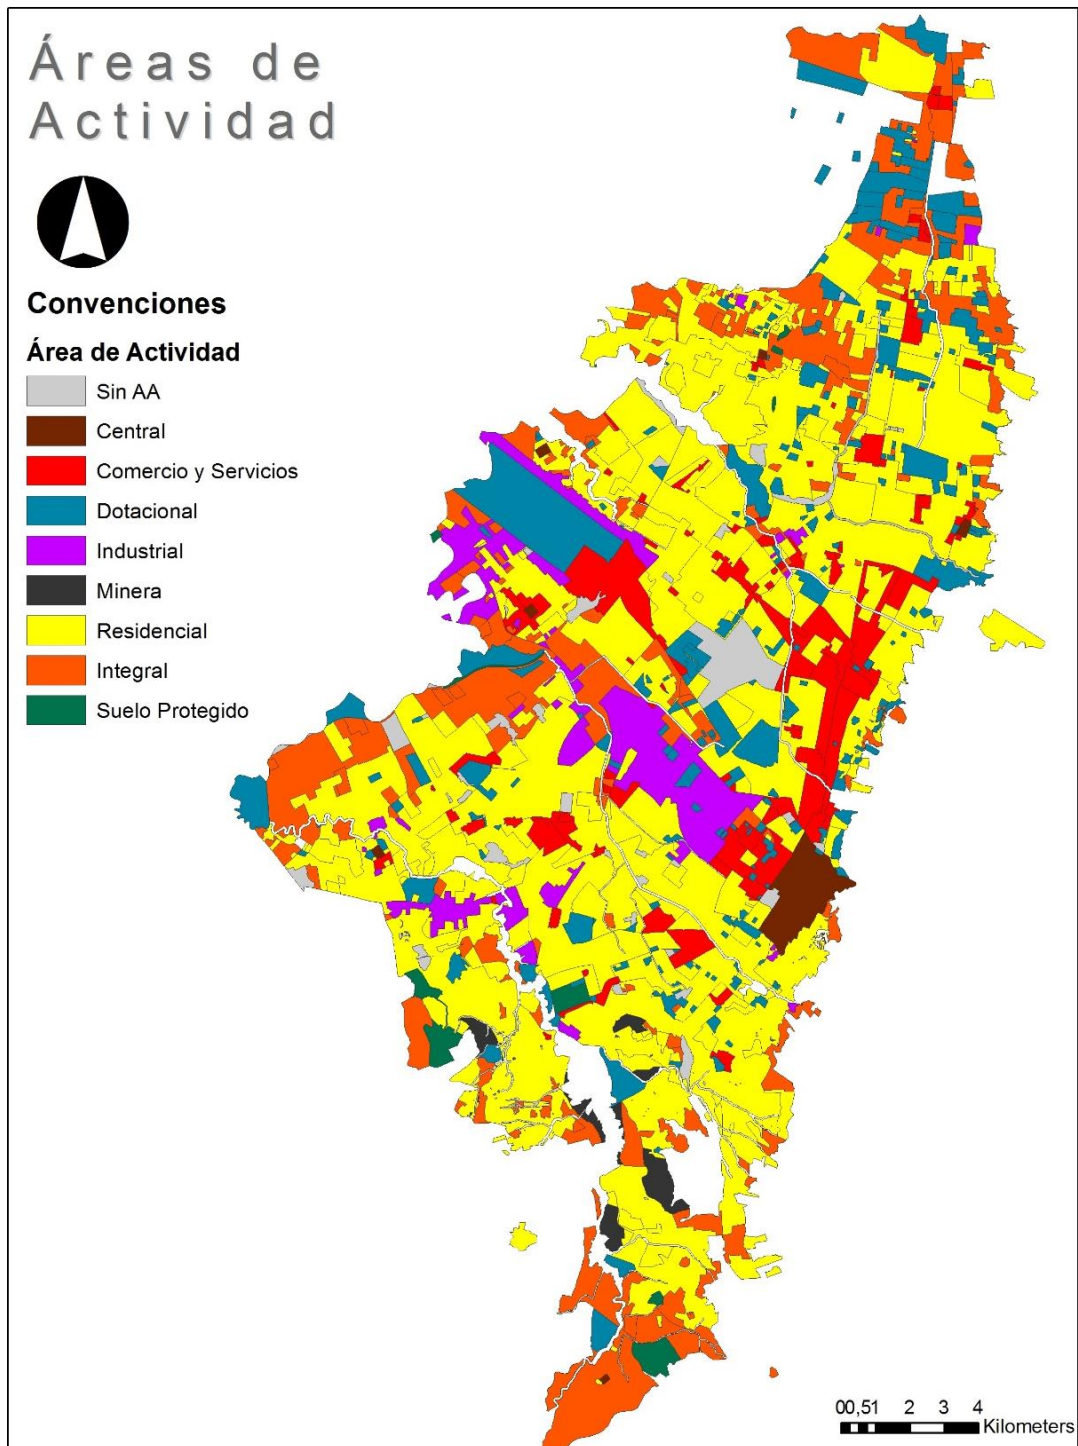 Áreas de
Actividad
Convenciones
Área de Actividad
Sin AA
Central
Comercio y Servicios
Dotacional
Industrial
Minera
Residencial
Integral
Suelo Protegido
00,51 2 3 4
Kilometers